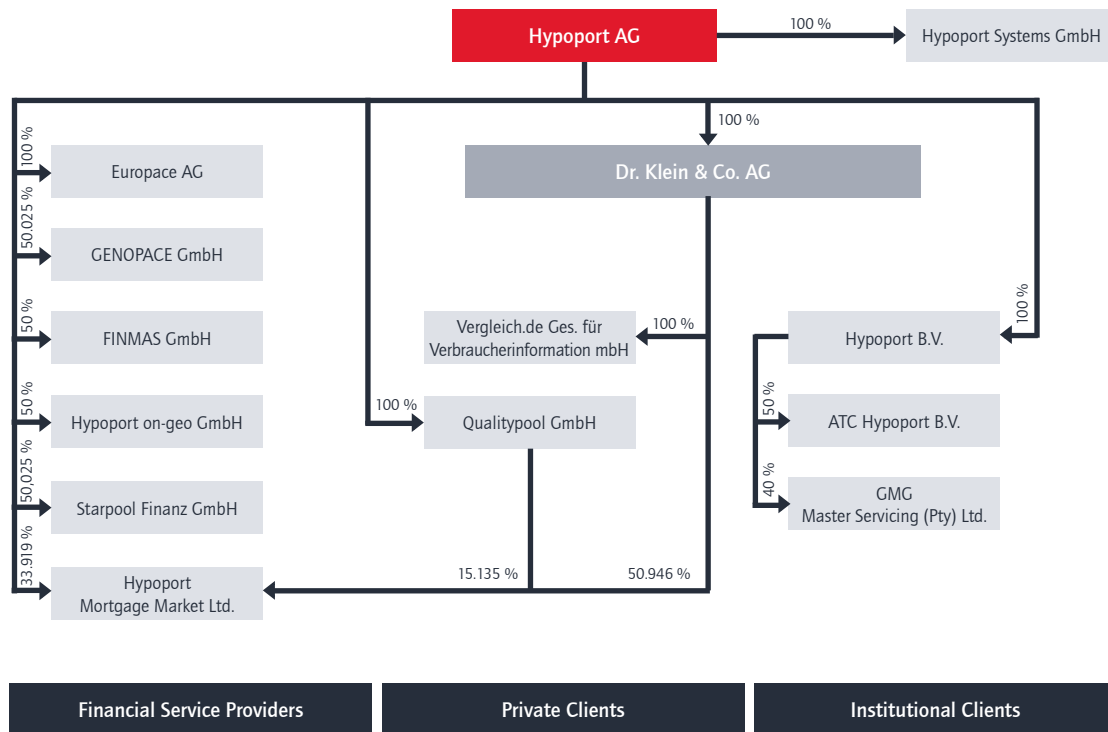 Hypoport AG
100 %
Hypoport Systems GmbH
100 %
Dr. Klein & Co. AG
100 %
Europace AG
50.025 %
GENOPACE GmbH
50 %
FINMAS GmbH
50 %
Hypoport on-geo GmbH
50,025 %
Starpool Finanz GmbH
33.919 %
Hypoport
Mortgage Market Ltd.
Vergleich.de Ges. für
Verbraucherinformation mbH
100 %
100 %
Qualitypool GmbH
15.135 %
50.946 %
100 %
Hypoport B.V.
50 %
ATC Hypoport B.V.
40 %
GMG
Master Servicing (Pty) Ltd.
Financial Service Providers
Private Clients
Institutional Clients